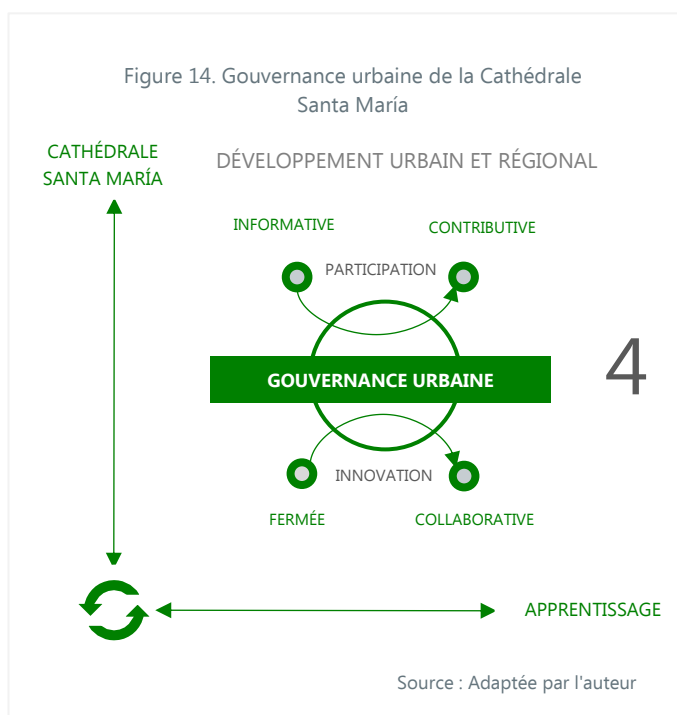 Figure 14. Gouvernance urbaine de la Cathédrale
Santa María
CATHÉDRALE
SANTA MARÍA
DÉVELOPPEMENT URBAIN ET RÉGIONAL
INFORMATIVE
CONTRIBUTIVE
PARTICIPATION
GOUVERNANCE URBAINE
4
INNOVATION
FERMÉE
COLLABORATIVE
APPRENTISSAGE
Source : Adaptée par l'auteur